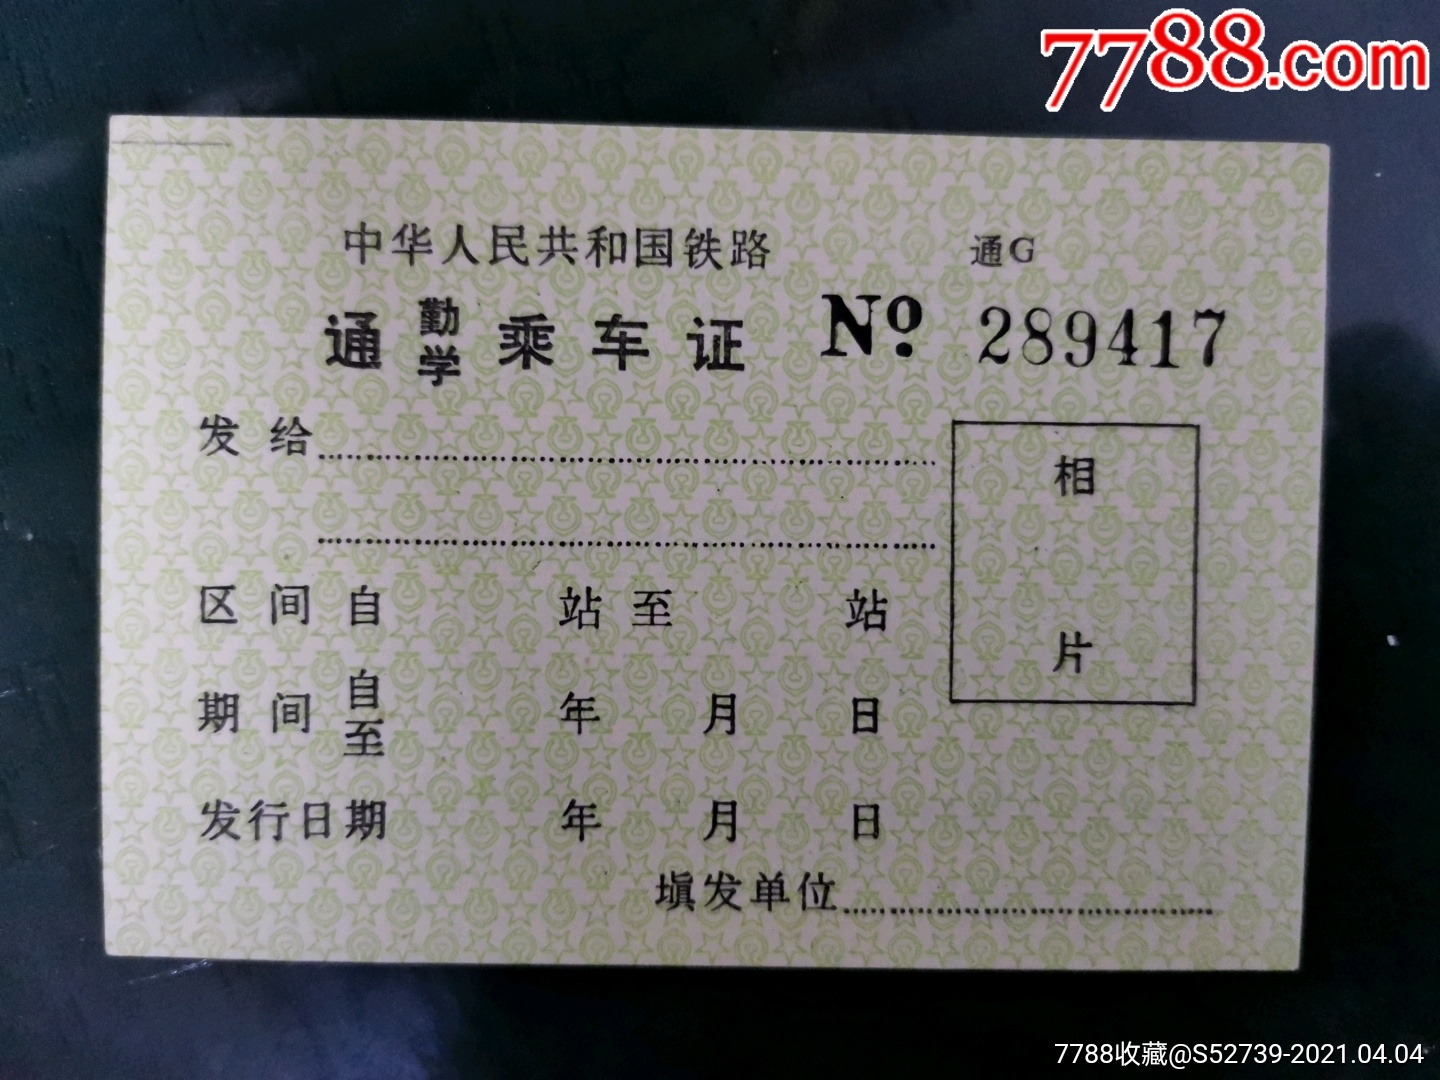 7788.com
中华人民共和国铁路 通G
通勤学乘车证 No 289417
发给
相片
区间自 站至 站
期间自至 年 月 日
发行日期 年 月 日
填发单位
7788收藏@S52739-2021.04.04